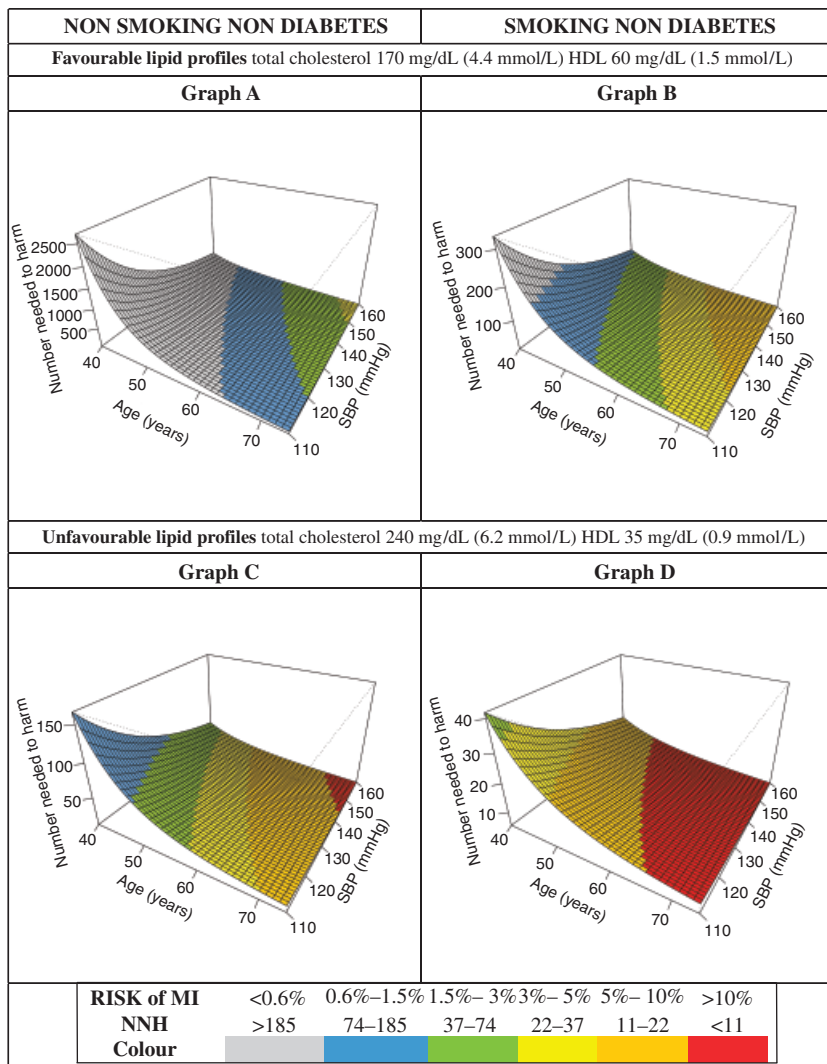 NON SMOKING NON DIABETES SMOKING NON DIABETES
Favourable lipid profiles total cholesterol 170 mg/dL (4.4 mmol/L) HDL 60 mg/dL (1.5 mmol/L)
Graph A Graph B
Number needed to harm
2500
2000
1500
1000
500
40
50
60
70
Age (years)
110
120
130
140
150
160
SBP (mmHg)
Number needed to harm
300
200
100
40
50
60
70
Age (years)
110
120
130
140
150
160
SBP (mmHg)
Unfavourable lipid profiles total cholesterol 240 mg/dL (6.2 mmol/L) HDL 35 mg/dL (0.9 mmol/L)
Graph C Graph D
Number needed to harm
150
100
50
40
50
60
70
Age (years)
110
120
130
140
150
160
SBP (mmHg)
Number needed to harm
40
30
20
10
40
50
60
70
Age (years)
110
120
130
140
150
160
SBP (mmHg)
RISK of MI <0.6% 0.6%–1.5% 1.5%– 3% 3%– 5% 5%– 10% >10%
NNH >185 74–185 37–74 22–37 11–22 <11
Colour